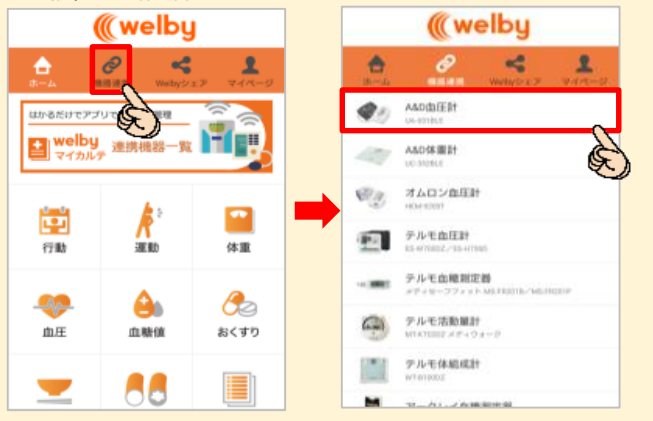 welby
ホーム
機器連携
Welbyシェア
マイページ
はかるだけでアプリで
管理
welby
マイカルテ
連携機器一覧
行動
運動
体重
血圧
血糖値
おくすり
welby
ホーム
機器連携
Welbyシェア
マイページ
A&D血圧計
A&D体重計
オムロン血圧計
テルモ血圧計
テルモ血糖測定器
テルモ活動量計
テルモ体組成計
WT-B100DZ